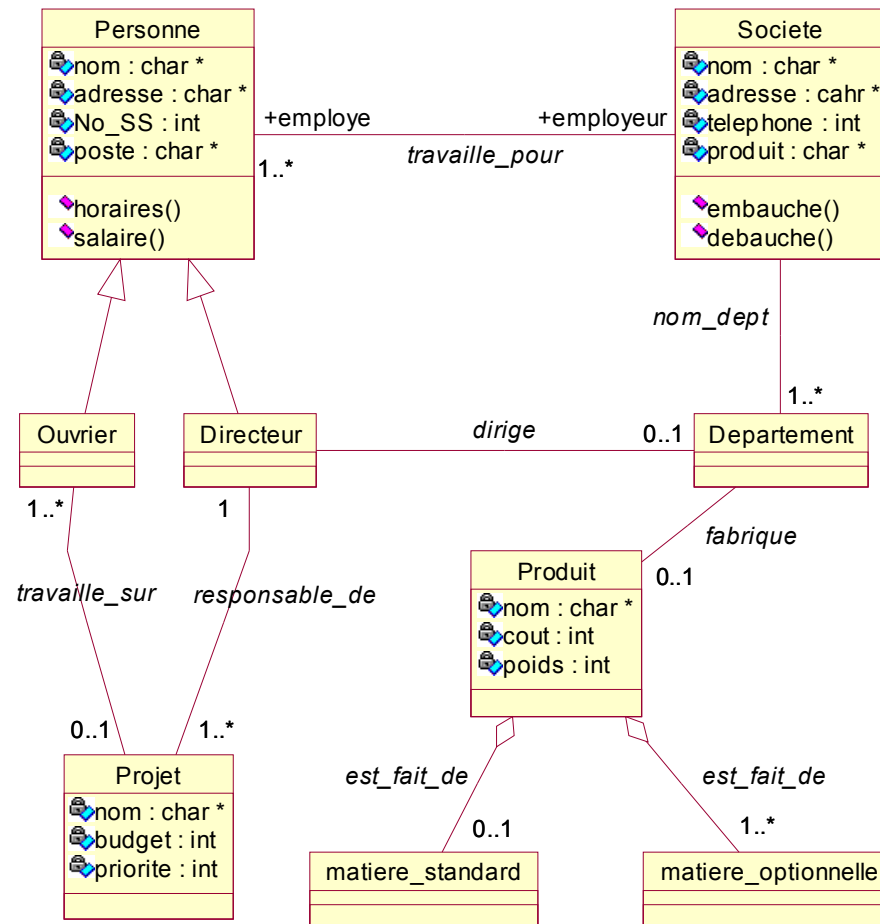 Personne
nom : char *
adresse : char *
No_SS : int
poste : char *
horaires()
salaire()
+employe
+employeur
1..*
travaille_pour
Societe
nom : char *
adresse : cahr *
telephone : int
produit : char *
embauche()
debauche()
nom_dept
1..*
Ouvrier
Directeur
dirige
0..1
Departement
1..*
1
travaille_sur
responsable_de
0..1
1..*
fabrique
0..1
Produit
nom : char *
cout : int
poids : int
Projet
nom : char *
budget : int
priorite : int
est_fait_de
est_fait_de
0..1
1..*
matiere_standard
matiere_optionnelle